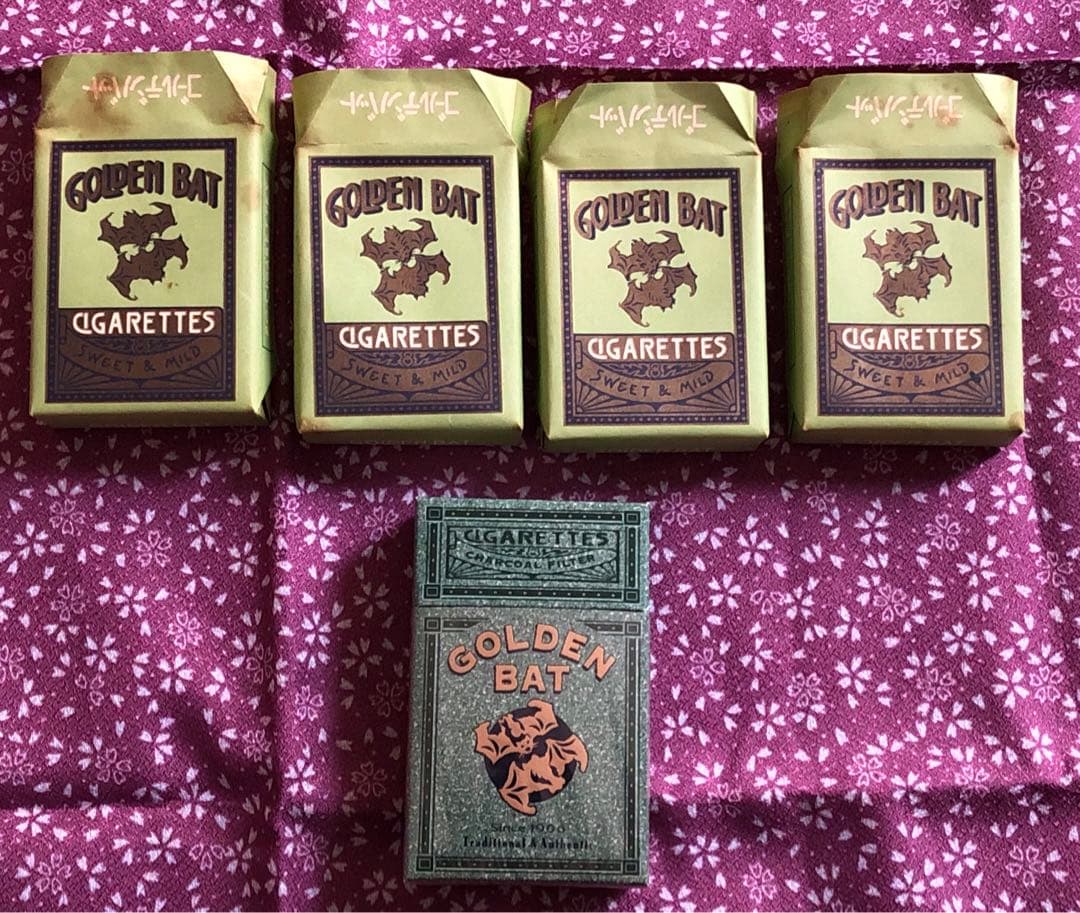 ゴールデンバット
GOLDEN BAT
CIGARETTES
SWEET & MILD
ゴールデンバット
GOLDEN BAT
CIGARETTES
SWEET & MILD
ゴールデンバット
GOLDEN BAT
CIGARETTES
SWEET & MILD
ゴールデンバット
GOLDEN BAT
CIGARETTES
SWEET & MILD
CIGARETTES
CHARCOAL FILTER
GOLDEN
BAT
Since 1906
Traditional & Authentic